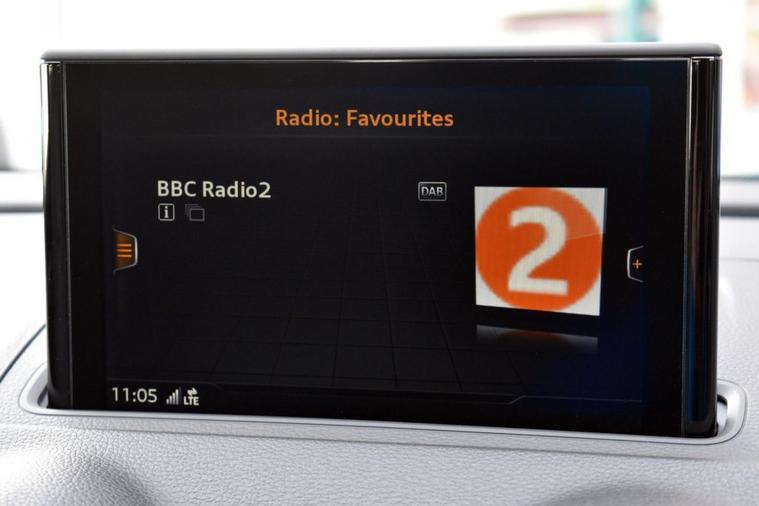 Radio: Favourites
BBC Radio2
DAB
i
2
+
11:05 LTE